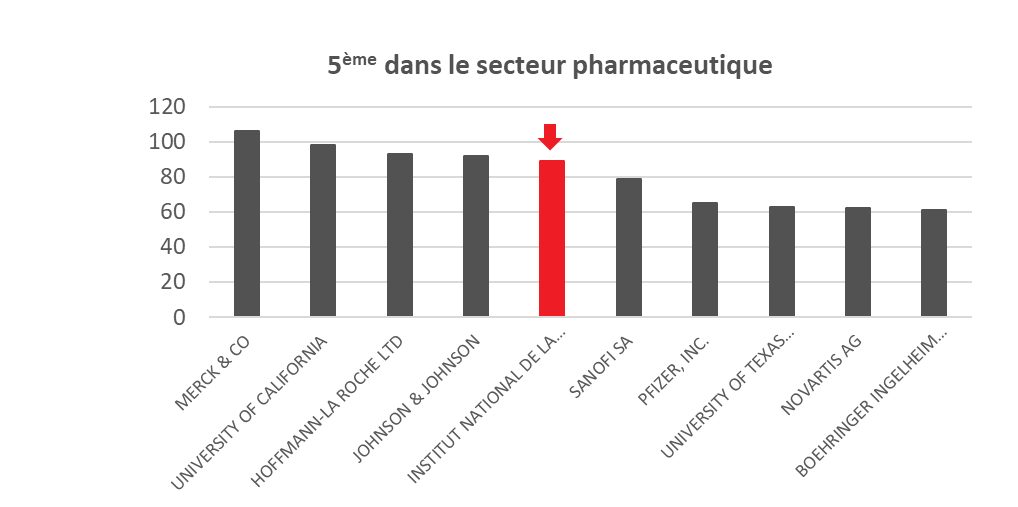 5ème dans le secteur pharmaceutique
120
100
80
60
40
20
0
MERCK & CO
UNIVERSITY OF CALIFORNIA
HOFFMANN-LA ROCHE LTD
JOHNSON & JOHNSON
INSTITUT NATIONAL DE LA...
SANOFI SA
PFIZER, INC.
UNIVERSITY OF TEXAS...
NOVARTIS AG
BOEHRINGER INGELHEIM...